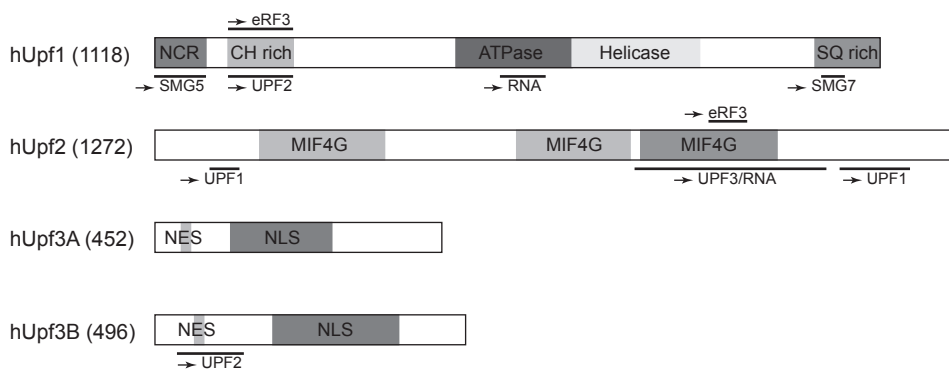 → eRF3
hUpf1 (1118) NCR CH rich ATPase Helicase SQ rich
→ SMG5 → UPF2 → RNA → SMG7
→ eRF3
hUpf2 (1272) MIF4G MIF4G MIF4G
→ UPF1 → UPF3/RNA → UPF1
hUpf3A (452) NES NLS
hUpf3B (496) NES NLS
→ UPF2